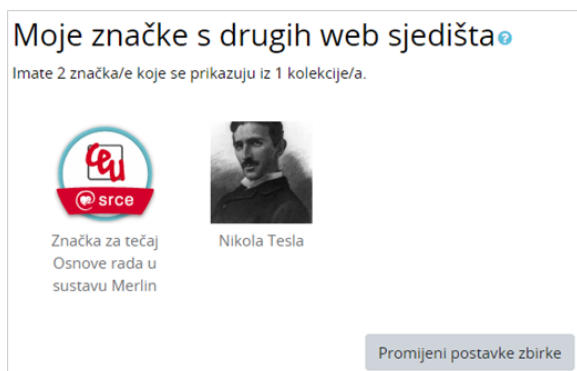 Moje značke s drugih web sjedišta
Imate 2 značka/e koje se prikazuju iz 1 kolekcije/a.
ceu
@srce
Značka za tečaj
Osnove rada u
sustavu Merlin
Nikola Tesla
Promijeni postavke zbirke